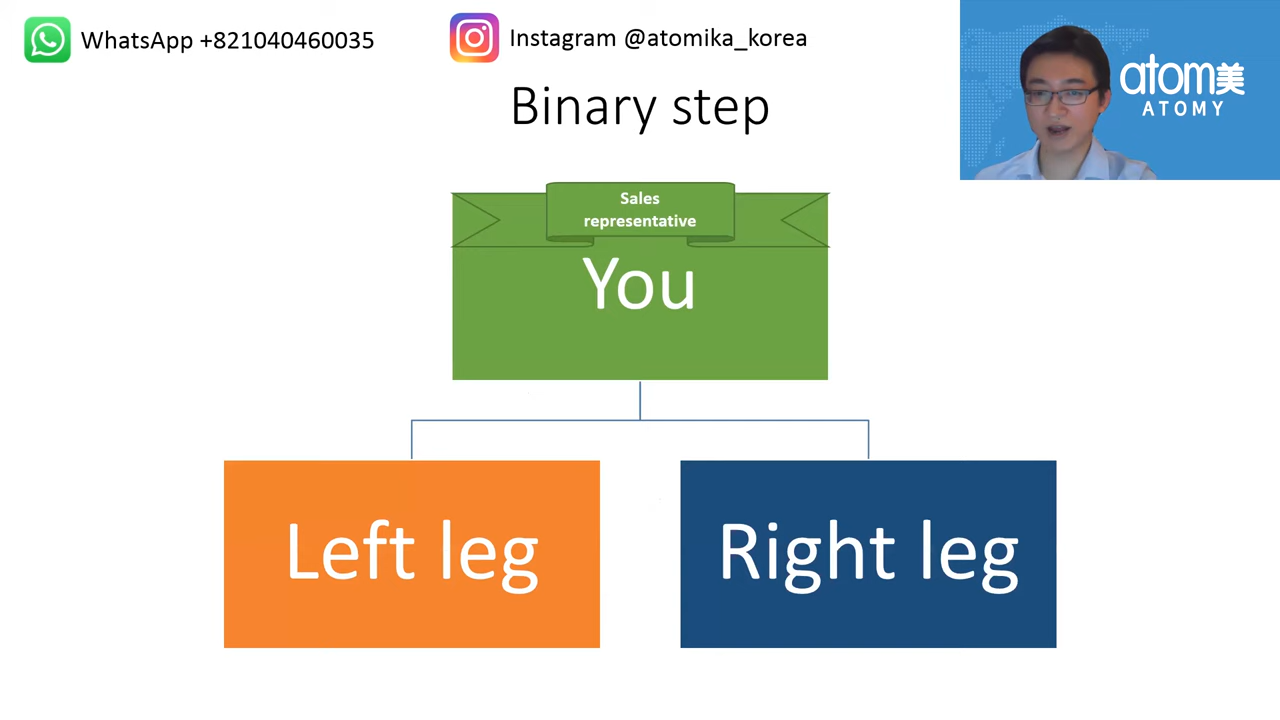 WhatsApp +821040460035
Instagram @atomika_korea
atom美
ATOMY
Binary step
Sales
representative
You
Left leg
Right leg